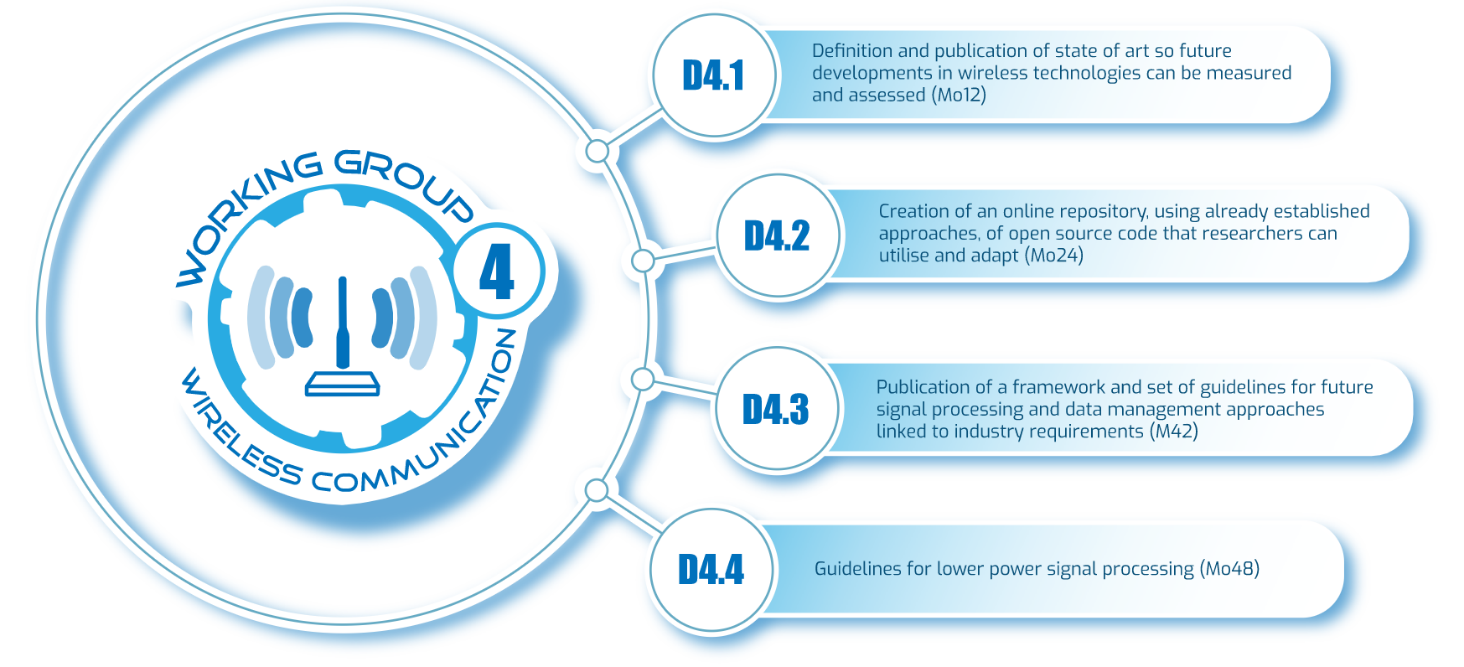 WORKING GROUP
4
WIRELESS COMMUNICATION
D4.1
Definition and publication of state of art so future
developments in wireless technologies can be measured
and assessed (Mo12)
D4.2
Creation of an online repository, using already established
approaches, of open source code that researchers can
utilise and adapt (Mo24)
D4.3
Publication of a framework and set of guidelines for future
signal processing and data management approaches
linked to industry requirements (M42)
D4.4
Guidelines for lower power signal processing (Mo48)